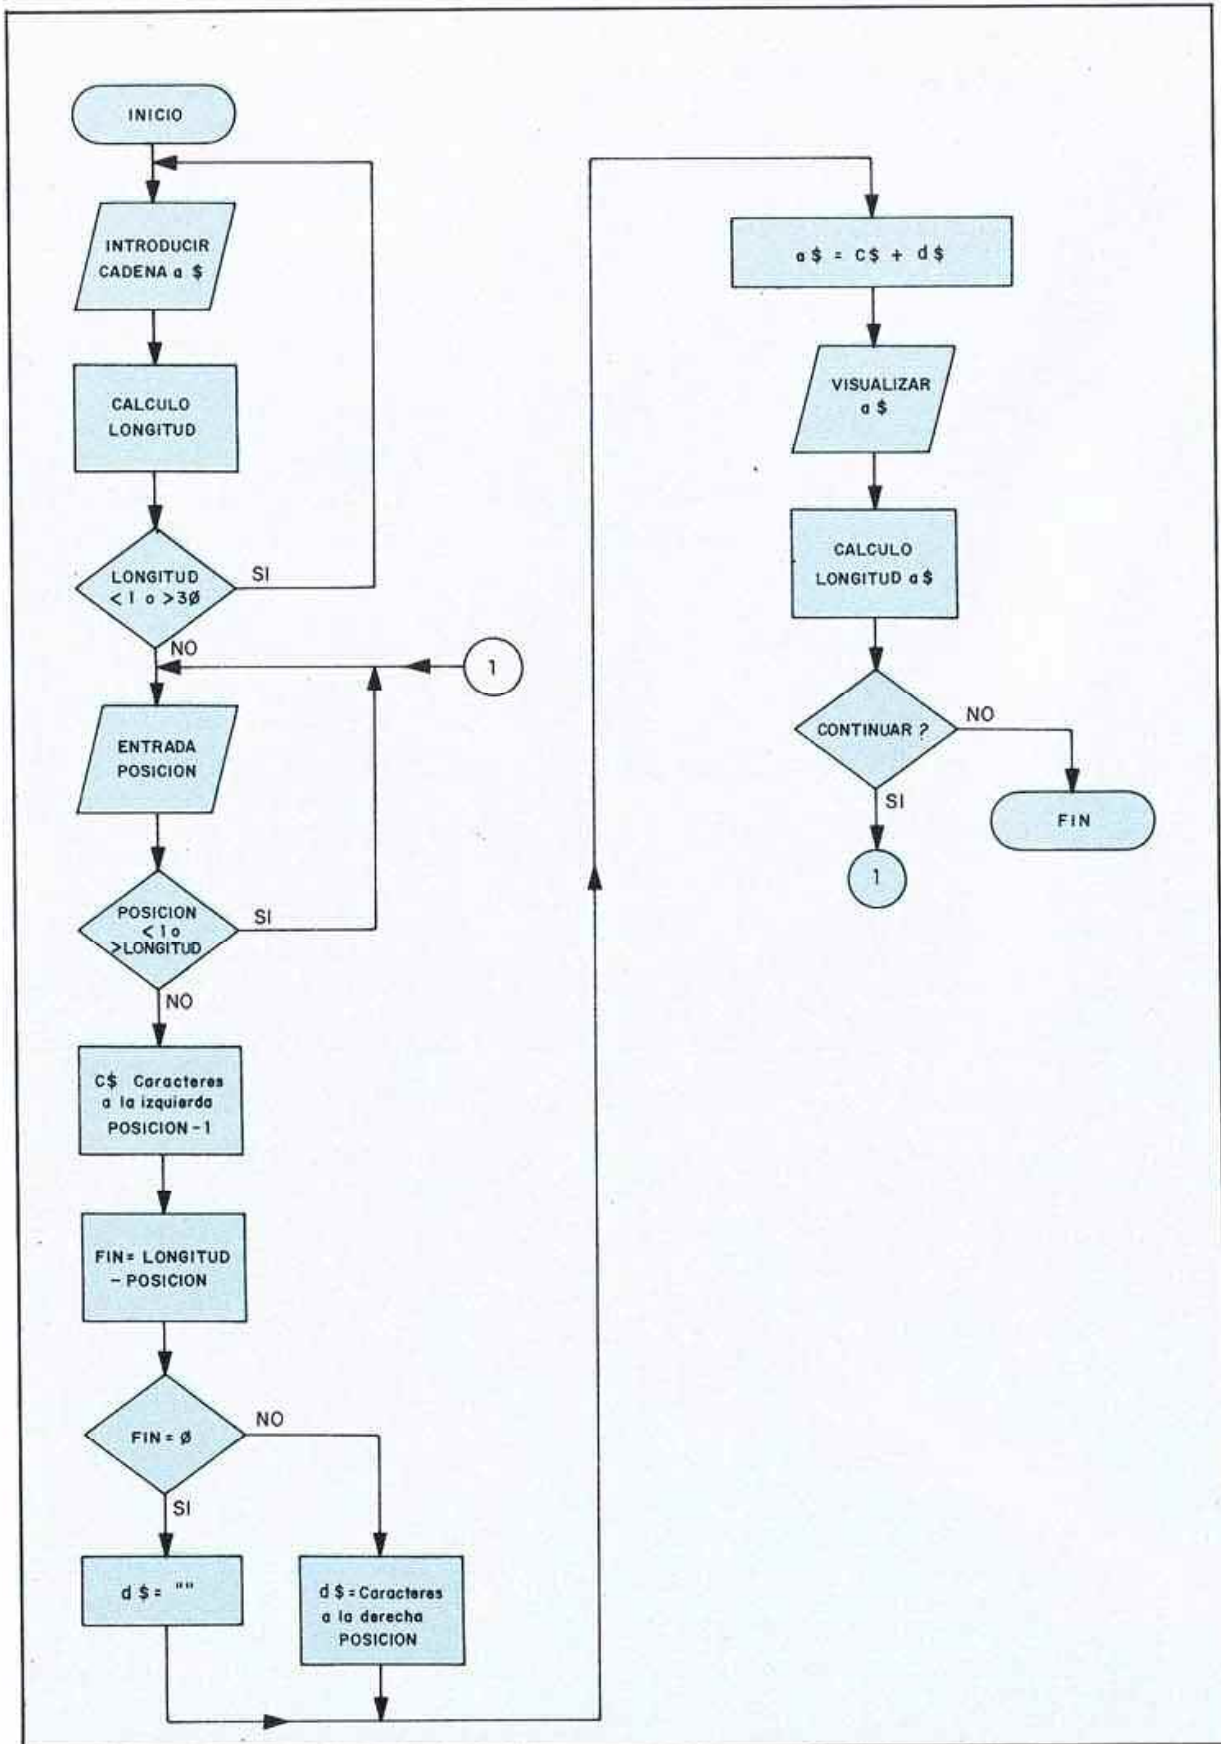 INICIO
INTRODUCIR
CADENA a $
CALCULO
LONGITUD
LONGITUD
< 1 o > 3Ø
SI
NO
1
ENTRADA
POSICION
POSICION
< 1 o
>LONGITUD
SI
NO
C$ Caracteres
a la izquierda
POSICION - 1
FIN = LONGITUD
- POSICION
FIN = Ø
NO
SI
d $ = ""
d $ = Caracteres
a la derecha
POSICION
a $ = C $ + d $
VISUALIZAR
a $
CALCULO
LONGITUD a $
CONTINUAR ?
NO
SI
FIN
1